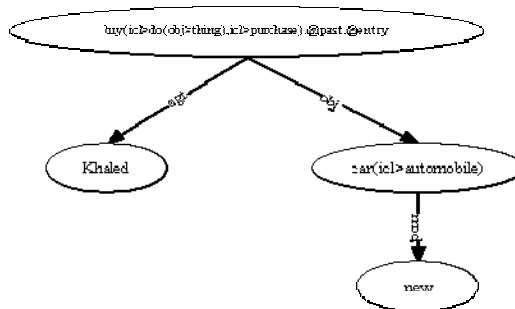 buy(icl>do(obj>thing),icl>purchase).@past.@entry
agt
obj
Khaled
car(icl>automobile)
mod
new